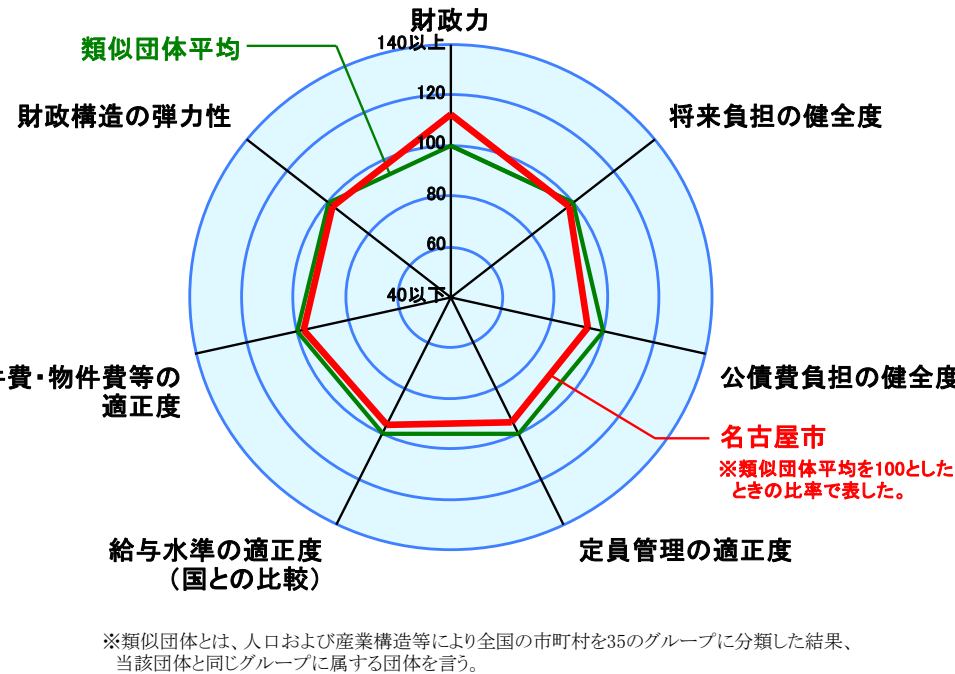 財政力
140以上
類似団体平均
120
財政構造の弾力性
将来負担の健全度
100
80
60
40以下
件費・物件費等の
適正度
公債費負担の健全度
名古屋市
※類似団体平均を100とした
ときの比率で表した。
給与水準の適正度
（国との比較）
定員管理の適正度
※類似団体とは、人口および産業構造等により全国の市町村を35のグループに分類した結果、
当該団体と同じグループに属する団体を言う。